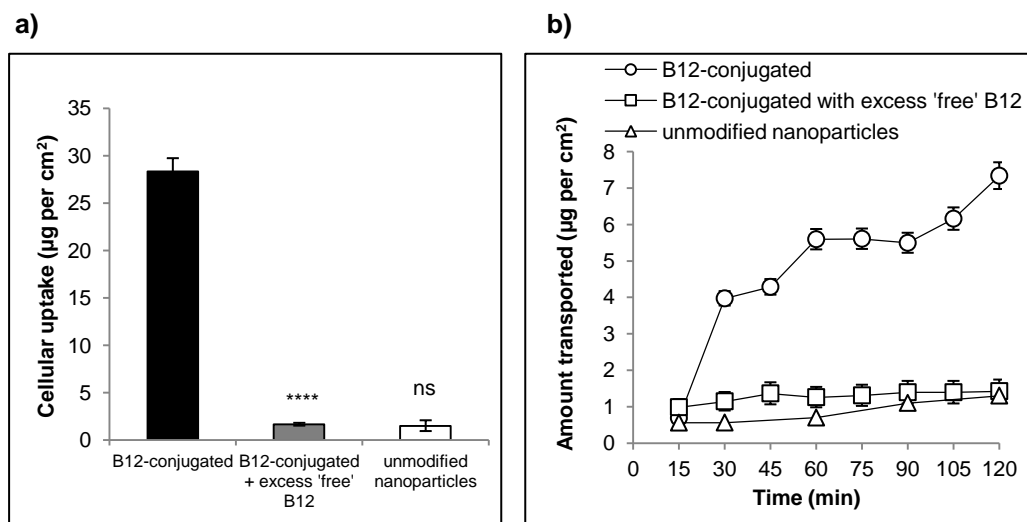 a)
35
30
25
20
15
10
5
0
Cellular uptake (µg per cm²)
****
ns
B12-conjugated
B12-conjugated
+ excess 'free'
B12
unmodified
nanoparticles
b)
B12-conjugated
B12-conjugated with excess 'free' B12
unmodified nanoparticles
8
7
6
5
4
3
2
1
0
Amount transported (µg per cm²)
0 15 30 45 60 75 90 105 120
Time (min)